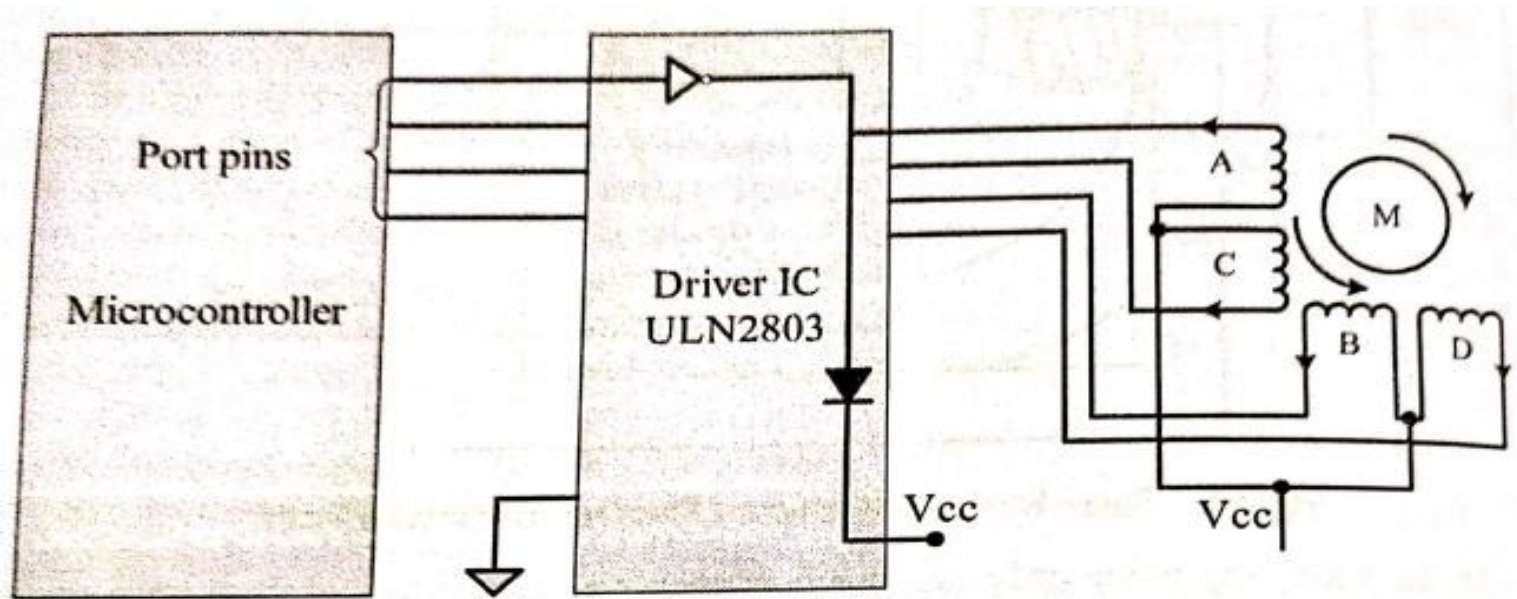 Port pins
Microcontroller
Driver IC
ULN2803
Vcc
A
C
M
B
D
Vcc